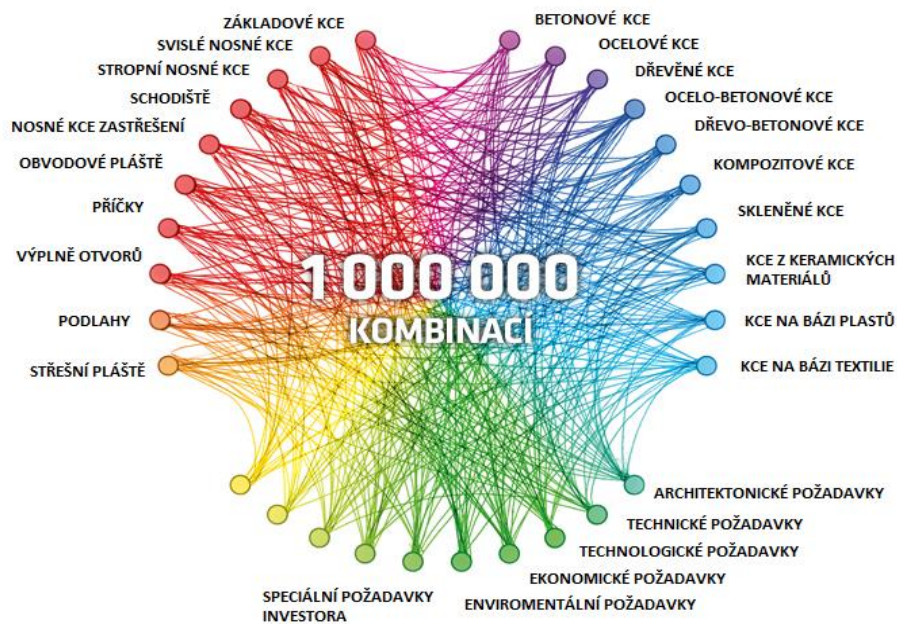 ZÁKLADOVÉ KCE
SVISLÉ NOSNÉ KCE
STROPNÍ NOSNÉ KCE
SCHODIŠTĚ
NOSNÉ KCE ZASTŘEŠENÍ
OBVODOVÉ PLÁŠTĚ
PŘÍČKY
VÝPLNĚ OTVORŮ
PODLAHY
STŘEŠNÍ PLÁŠTĚ
BETONOVÉ KCE
OCELOVÉ KCE
DŘEVĚNÉ KCE
OCELO-BETONOVÉ KCE
DŘEVO-BETONOVÉ KCE
KOMPOZITOVÉ KCE
SKLENĚNÉ KCE
KCE Z KERAMICKÝCH
MATERIÁLŮ
KCE NA BÁZI PLASTŮ
KCE NA BÁZI TEXTILIE
1 000 000
KOMBINACÍ
ARCHITEKTONICKÉ POŽADAVKY
TECHNICKÉ POŽADAVKY
TECHNOLOGICKÉ POŽADAVKY
EKONOMICKÉ POŽADAVKY
ENVIROMENTÁLNÍ POŽADAVKY
SPECIÁLNÍ POŽADAVKY
INVESTORA